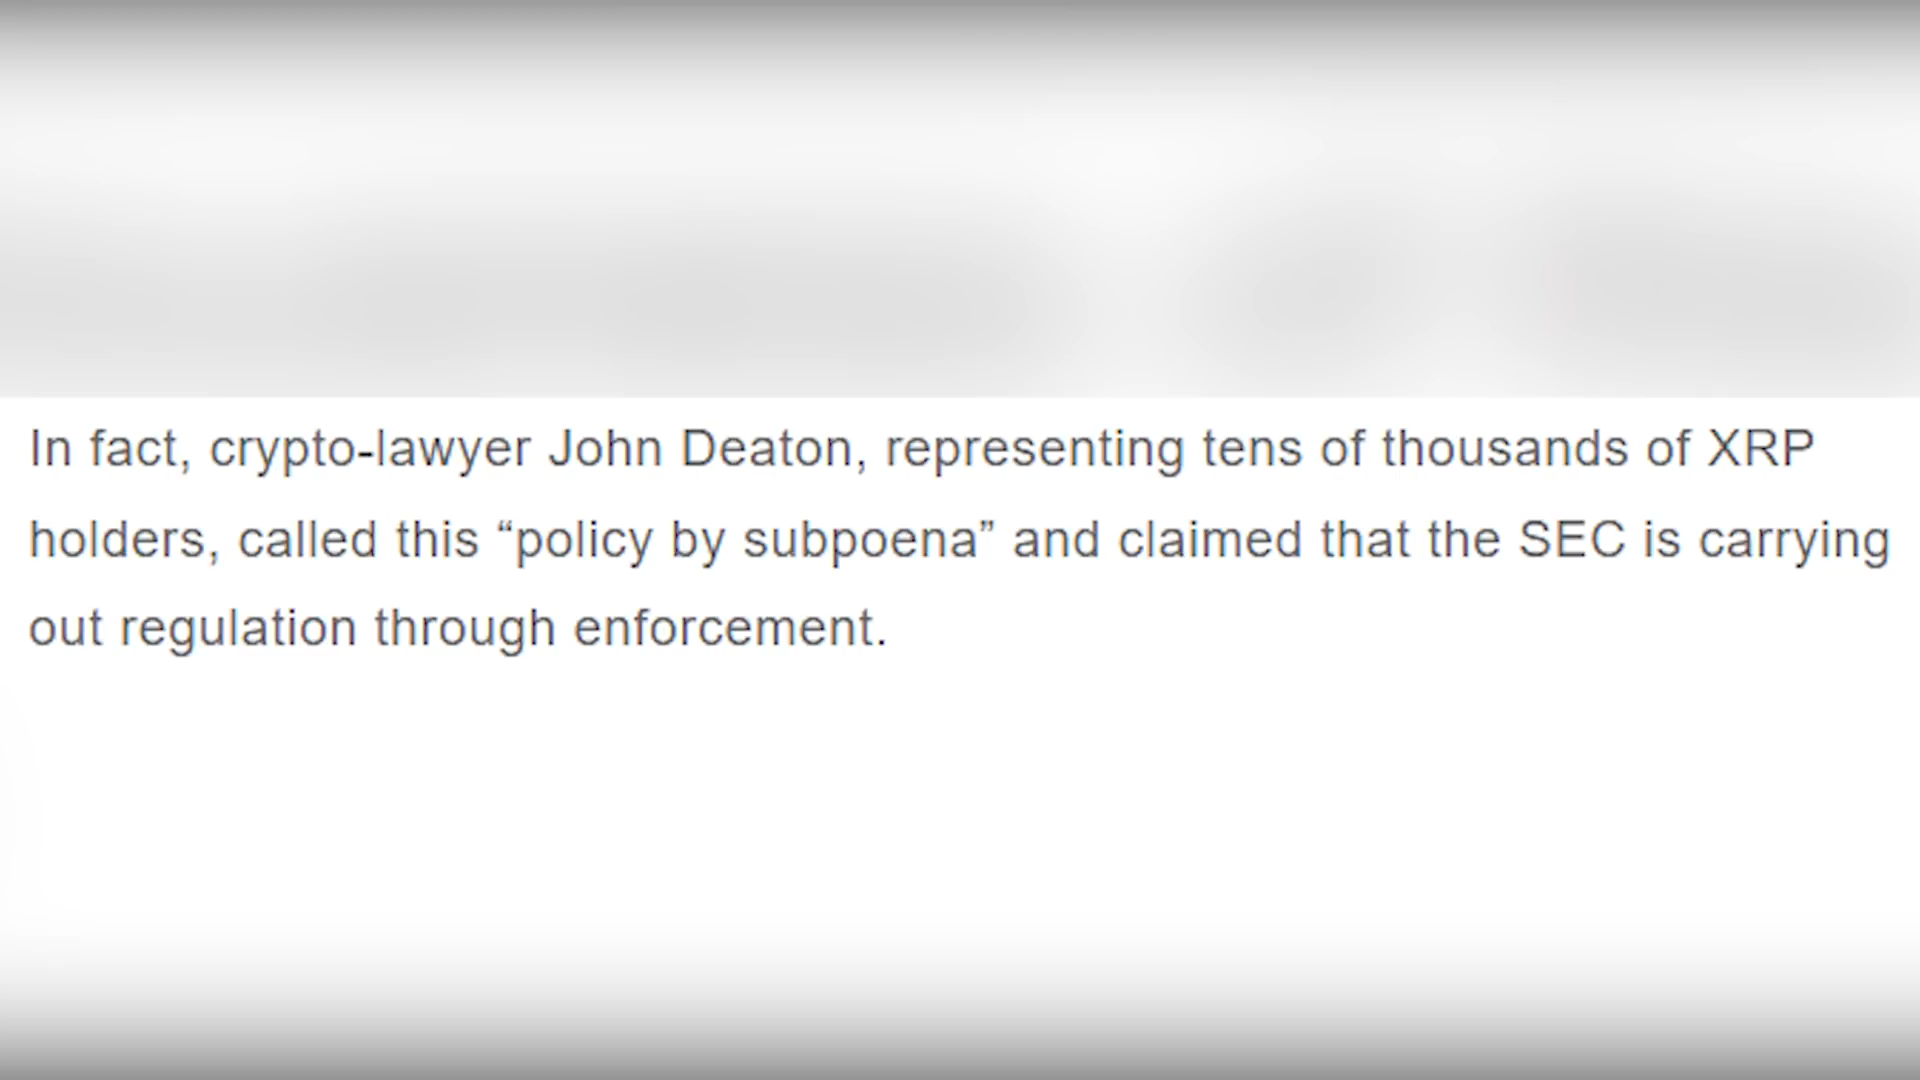 In fact, crypto-lawyer John Deaton, representing tens of thousands of XRP
holders, called this “policy by subpoena” and claimed that the SEC is carrying
out regulation through enforcement.